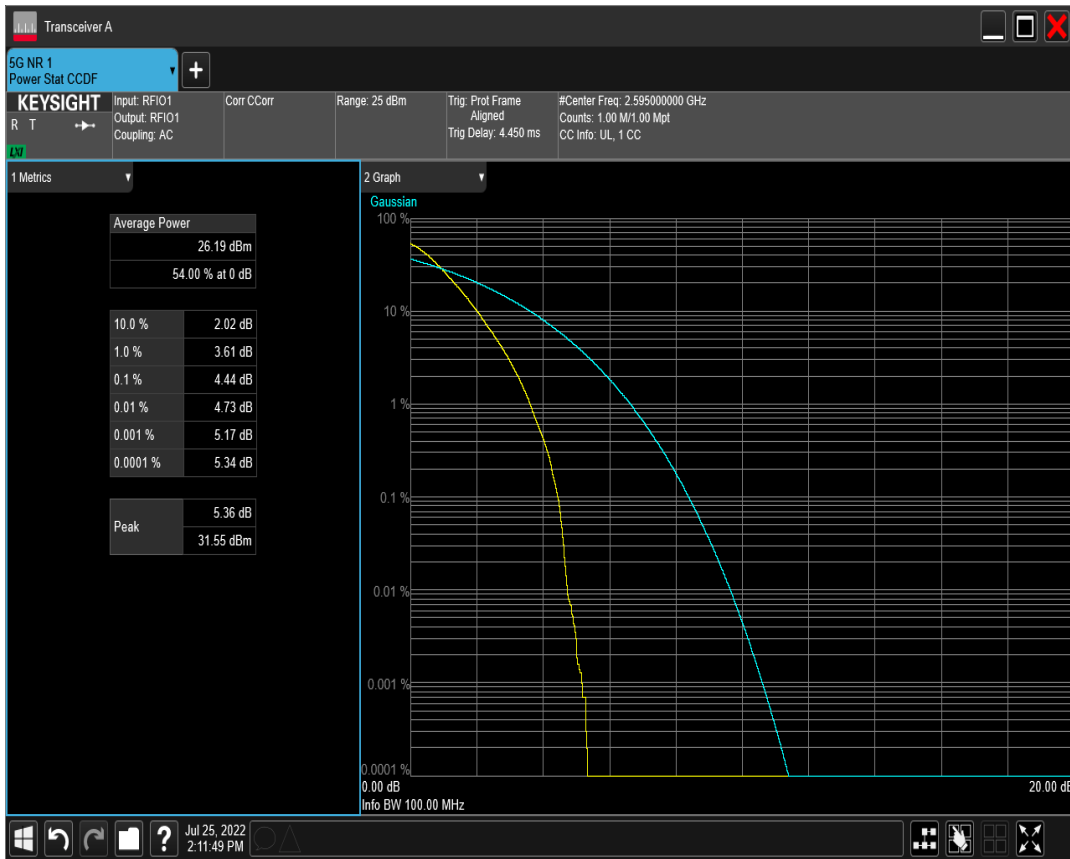 Transceiver A
5G NR 1
Power Stat CCDF
KEYSIGHT
R T
LXI
Input: RFIO1
Output: RFIO1
Coupling: AC
Corr CCorr
Range: 25 dBm
Trig: Prot Frame
Aligned
Trig Delay: 4.450 ms
#Center Freq: 2.595000000 GHz
Counts: 1.00 M/1.00 Mpt
CC Info: UL, 1 CC
1 Metrics
Average Power
26.19 dBm
54.00 % at 0 dB
10.0 % 2.02 dB
1.0 % 3.61 dB
0.1 % 4.44 dB
0.01 % 4.73 dB
0.001 % 5.17 dB
0.0001 % 5.34 dB
Peak
5.36 dB
31.55 dBm
2 Graph
Gaussian
100 %
10 %
1 %
0.1 %
0.01 %
0.001 %
0.0001 %
0.00 dB
20.00 dB
Info BW 100.00 MHz
?
Jul 25, 2022
2:11:49 PM